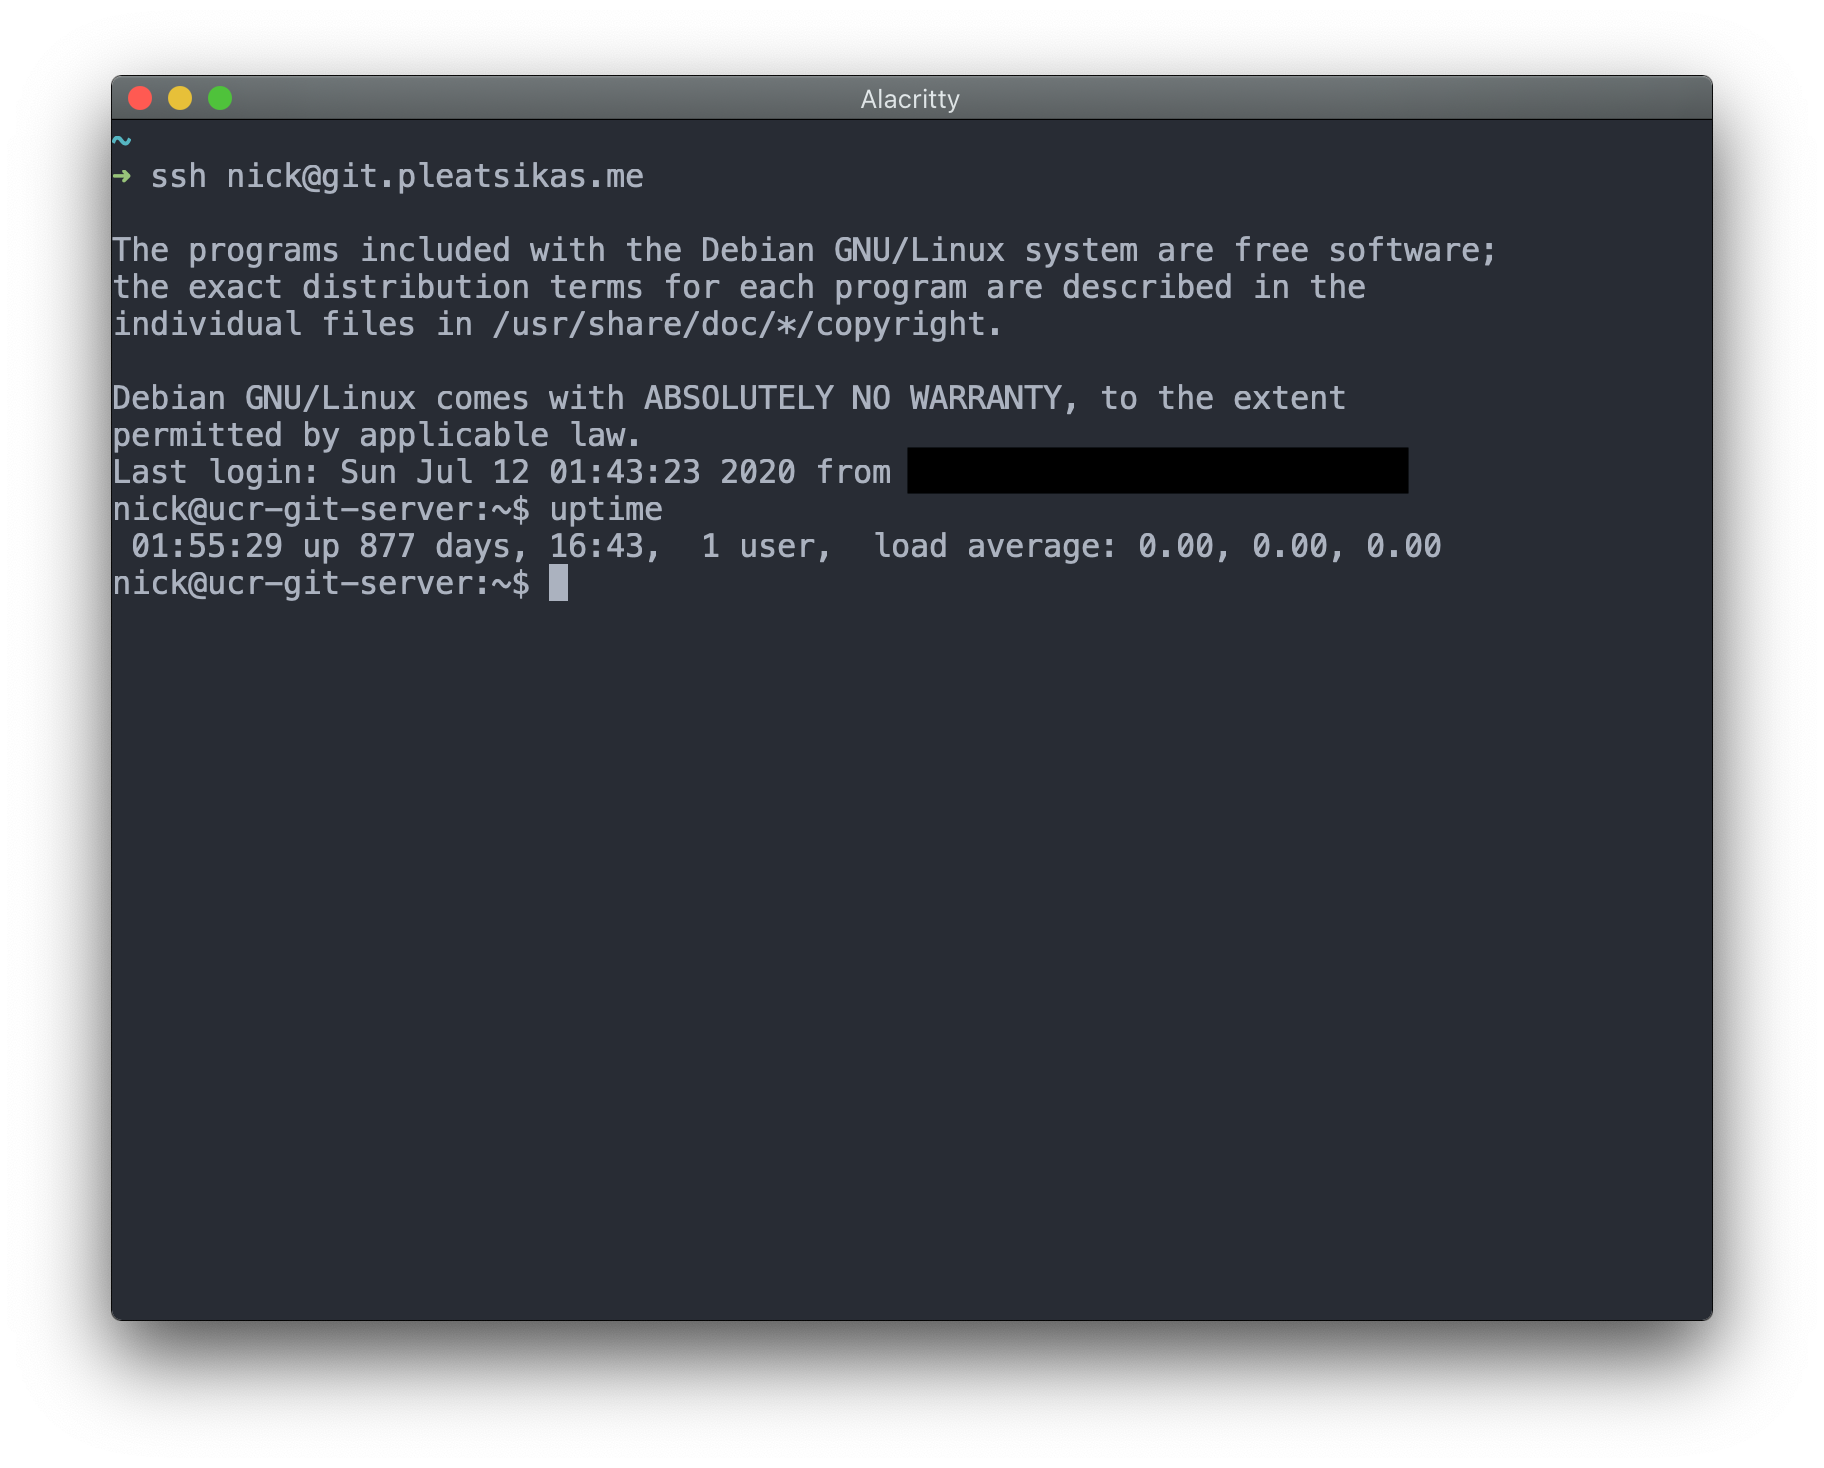 Alacritty
~
➜ ssh nick@git.pleatsikas.me
The programs included with the Debian GNU/Linux system are free software;
the exact distribution terms for each program are described in the
individual files in /usr/share/doc/*/copyright.
Debian GNU/Linux comes with ABSOLUTELY NO WARRANTY, to the extent
permitted by applicable law.
Last login: Sun Jul 12 01:43:23 2020 from
nick@ucr-git-server:~$ uptime
 01:55:29 up 877 days, 16:43,  1 user,  load average: 0.00, 0.00, 0.00
nick@ucr-git-server:~$